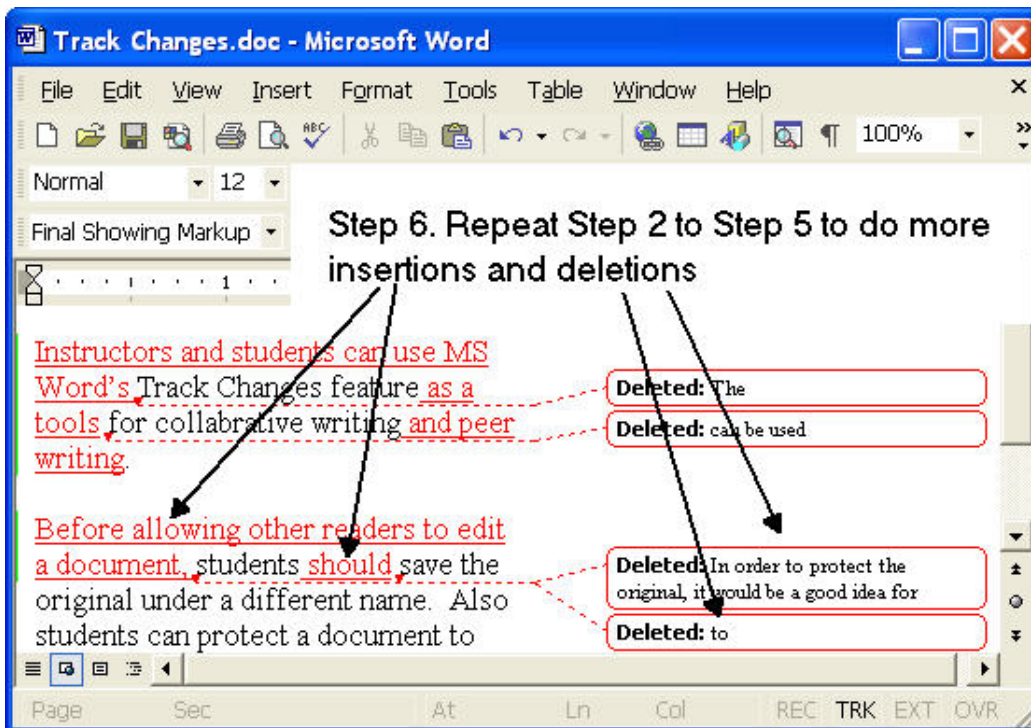 Track Changes.doc - Microsoft Word
File Edit View Insert Format Tools Table Window Help
ABC 100%
Normal 12
Final Showing Markup
Step 6. Repeat Step 2 to Step 5 to do more
insertions and deletions
1
Instructors and students can use MS
Word's Track Changes feature as a
tools for collabrative writing and peer
writing.
Deleted: The
Deleted: can be used
Before allowing other readers to edit
a document, students should save the
original under a different name. Also
students can protect a document to
Deleted: In order to protect the
original, it would be a good idea for
Deleted: to
Page Sec At Ln Col REC TRK EXT OVR